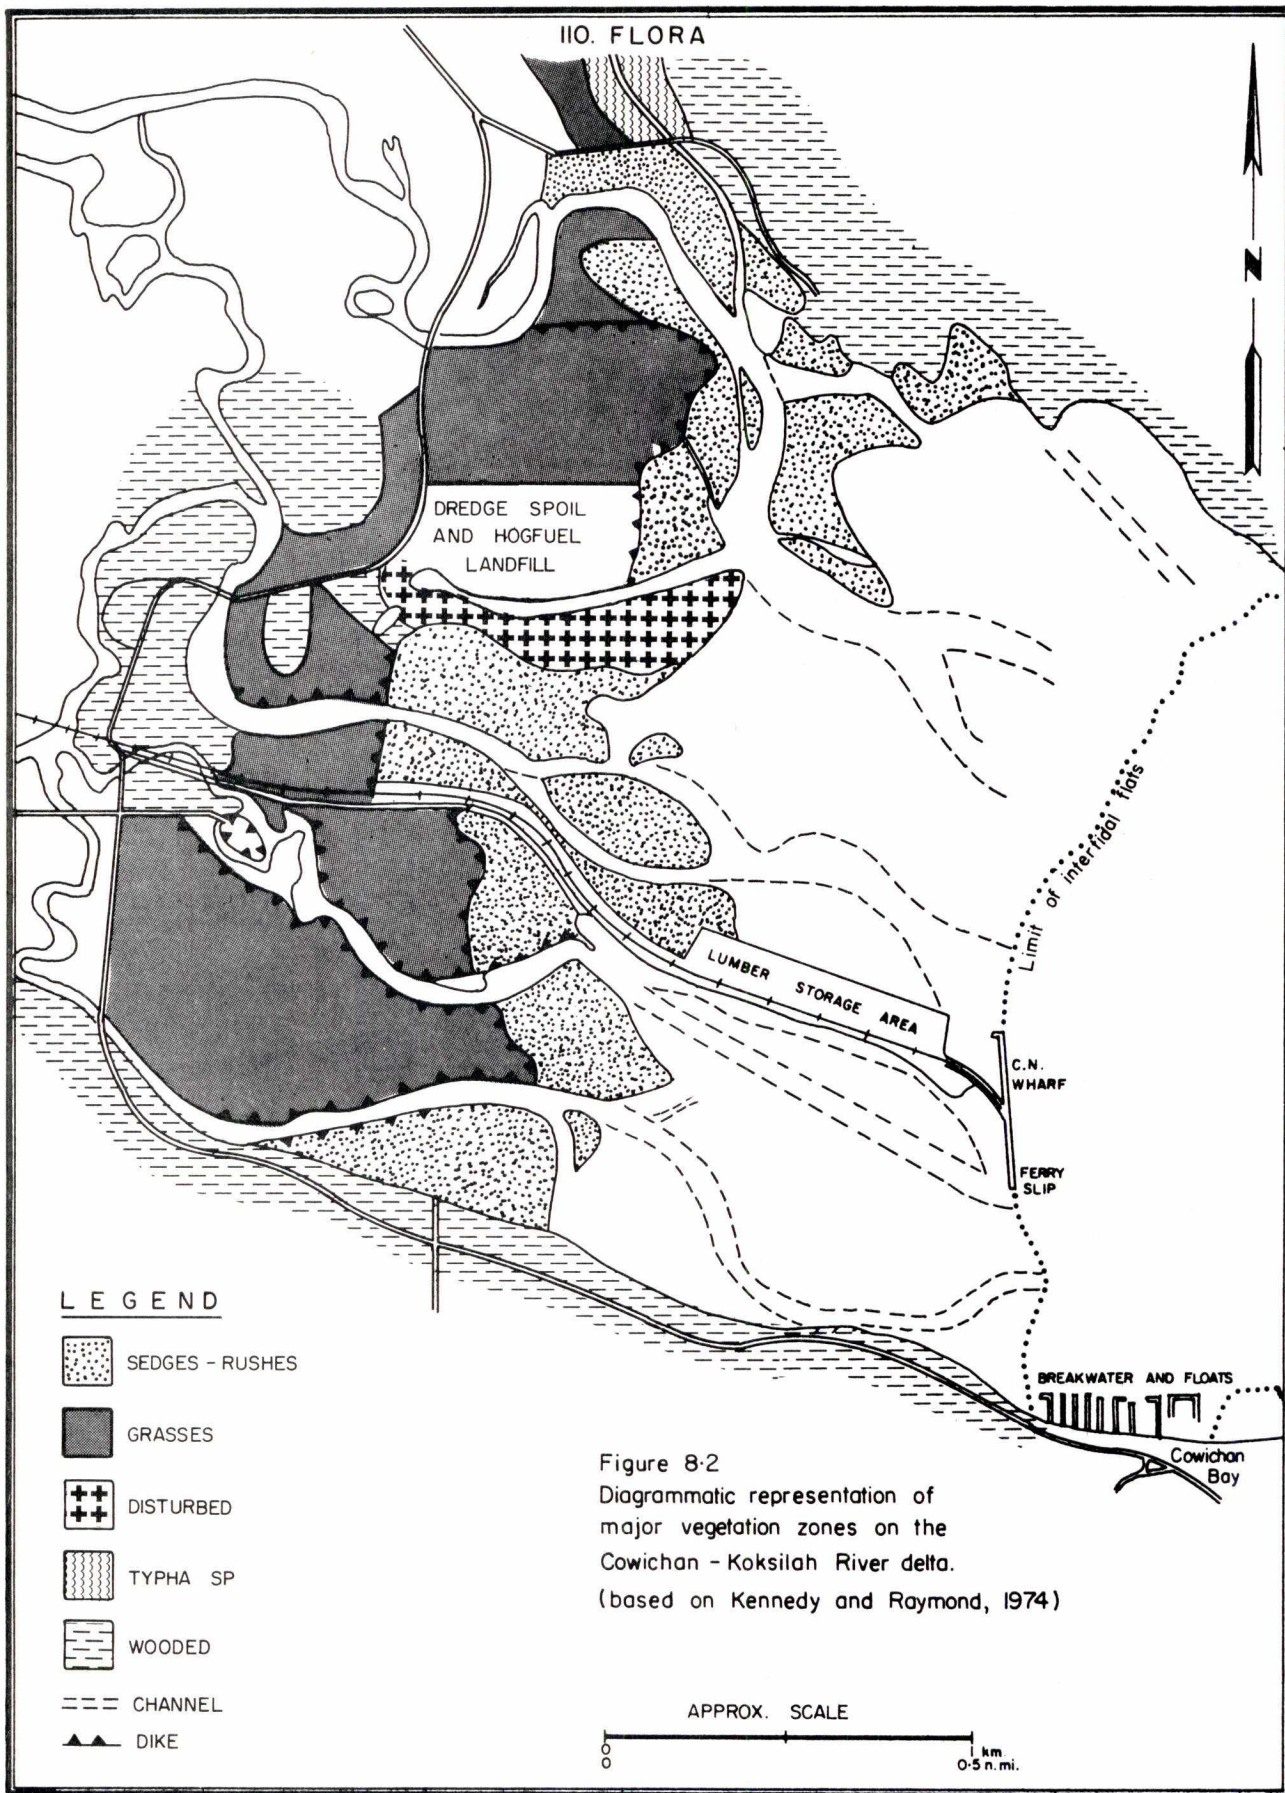 110. FLORA
N
DREDGE SPOIL
AND HOGFUEL
LANDFILL
Limit of intertidal flats
LUMBER STORAGE AREA
C.N.
WHARF
FERRY
SLIP
BREAKWATER AND FLOATS
Cowichan
Bay
LEGEND
SEDGES - RUSHES
GRASSES
DISTURBED
TYPHA SP
WOODED
CHANNEL
DIKE
Figure 8.2
Diagrammatic representation of
major vegetation zones on the
Cowichan - Koksilah River delta.
(based on Kennedy and Raymond, 1974)
APPROX. SCALE
0 1 km.
0 0.5 n. mi.